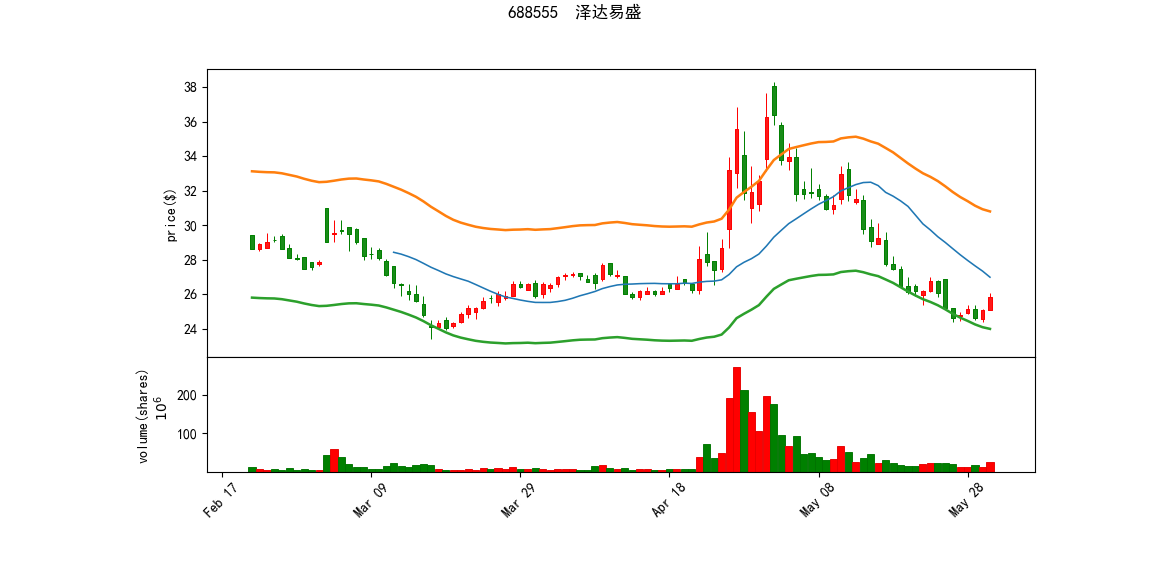 688555  泽达易盛
price($)
38
36
34
32
30
28
26
24
volume(shares)
10^6
200
100
Feb 17
Mar 09
Mar 29
Apr 18
May 08
May 28